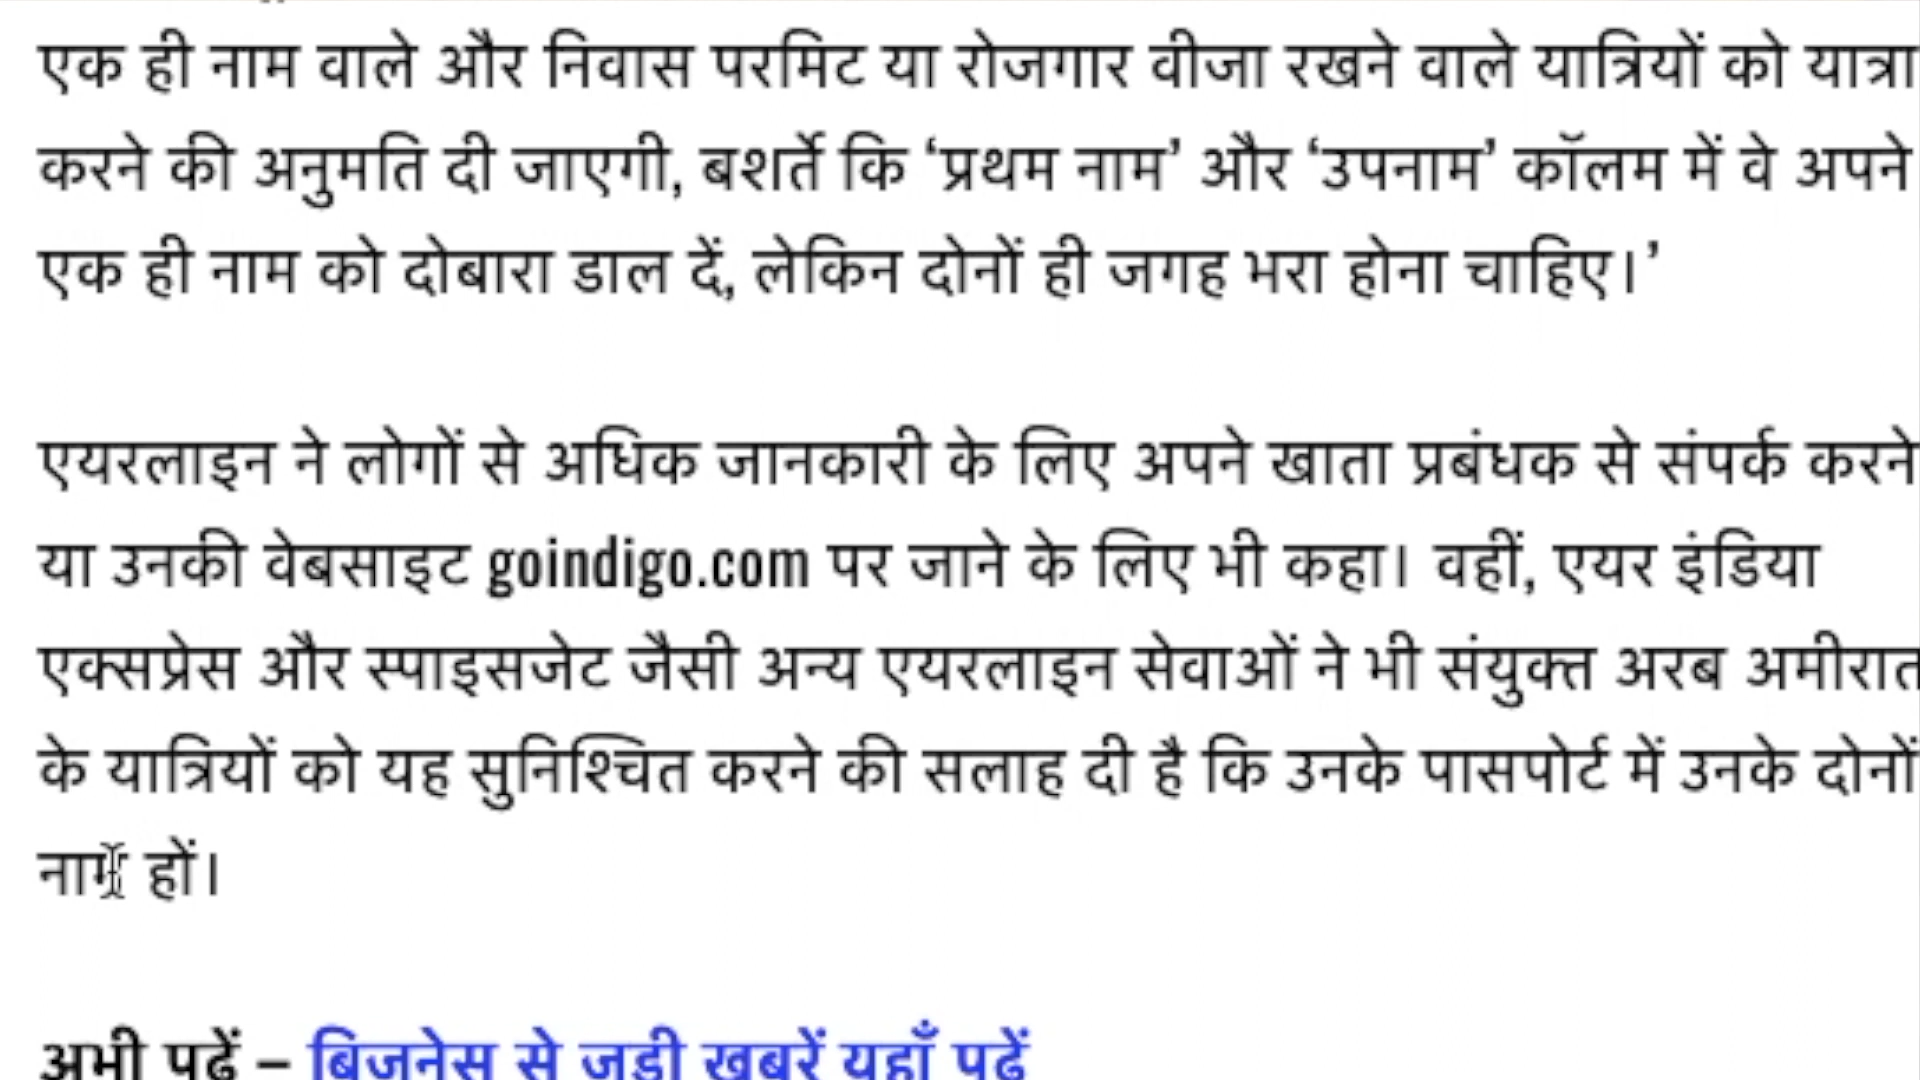 एक ही नाम वाले और निवास परमिट या रोजगार वीजा रखने वाले यात्रियों को यात्रा
करने की अनुमति दी जाएगी, बशर्ते कि ‘प्रथम नाम’ और ‘उपनाम’ कॉलम में वे अपने
एक ही नाम को दोबारा डाल दें, लेकिन दोनों ही जगह भरा होना चाहिए।’
एयरलाइन ने लोगों से अधिक जानकारी के लिए अपने खाता प्रबंधक से संपर्क करने
या उनकी वेबसाइट goindigo.com पर जाने के लिए भी कहा। वहीं, एयर इंडिया
एक्सप्रेस और स्पाइसजेट जैसी अन्य एयरलाइन सेवाओं ने भी संयुक्त अरब अमीरात
के यात्रियों को यह सुनिश्चित करने की सलाह दी है कि उनके पासपोर्ट में उनके दोनों
नाम हों।
अभी पढ़ें – बिजनेस से जुड़ी खबरें यहाँ पढ़ें